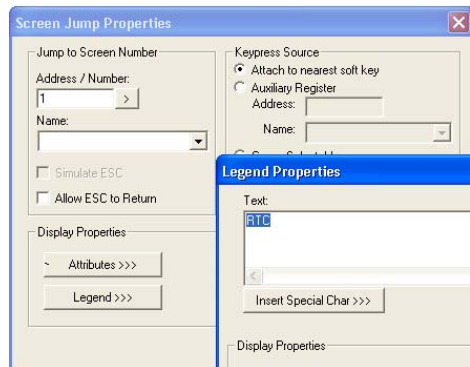 Screen Jump Properties
Jump to Screen Number
Address / Number:
1
>
Name:
Simulate ESC
Allow ESC to Return
Display Properties
Attributes >>>
Legend >>>
Keypress Source
Attach to nearest soft key
Auxiliary Register
Address:
Name:
Legend Properties
Text:
RTC
Insert Special Char >>>
Display Properties